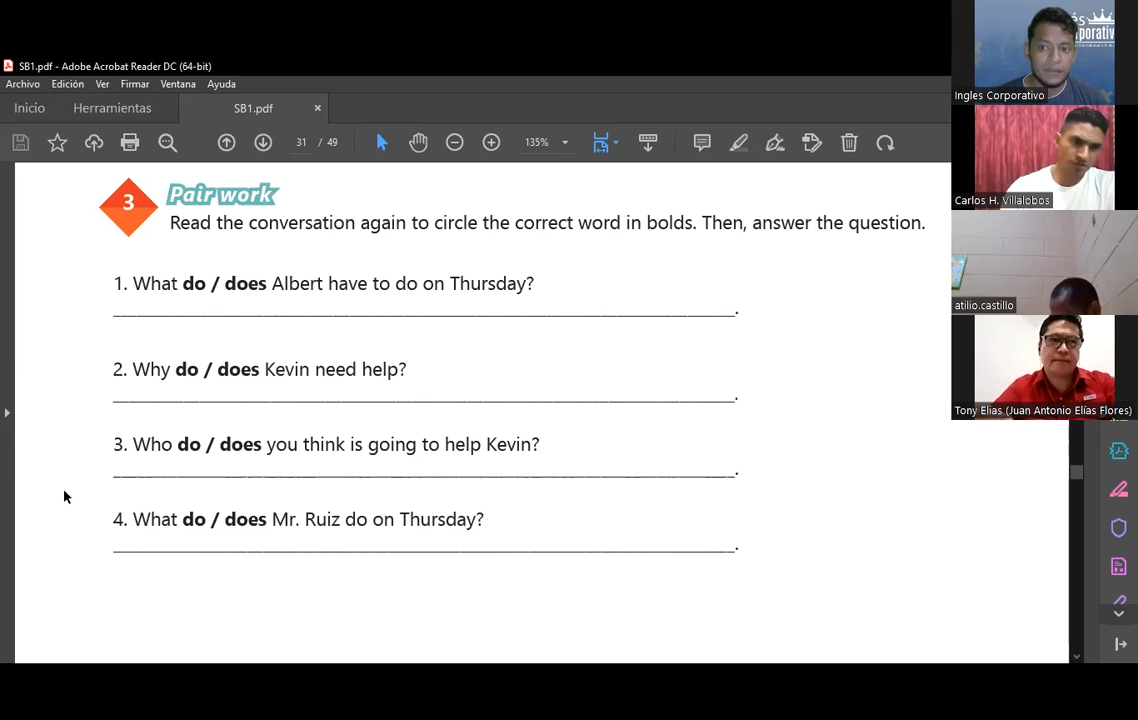 SB1.pdf - Adobe Acrobat Reader DC (64-bit)
Archivo Edición Ver Firmar Ventana Ayuda
Inicio Herramientas SB1.pdf ×
31 / 49 135%
3 Pair work
Read the conversation again to circle the correct word in bolds. Then, answer the question.
1. What do / does Albert have to do on Thursday?
2. Why do / does Kevin need help?
3. Who do / does you think is going to help Kevin?
4. What do / does Mr. Ruiz do on Thursday?
Ingles Corporativo
Carlos H. Villalobos
atilio.castillo
Tony Elias (Juan Antonio Elías Flores)